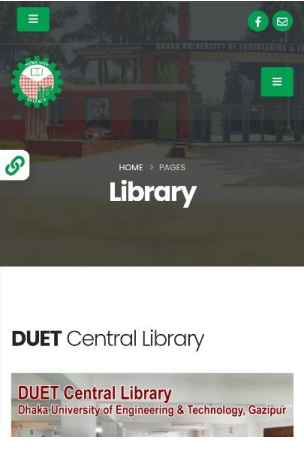 DHAKA UNIVERSITY OF ENGINEERING &
DUET
HOME > PAGES
Library
DUET Central Library
DUET Central Library
Dhaka University of Engineering & Technology, Gazipur